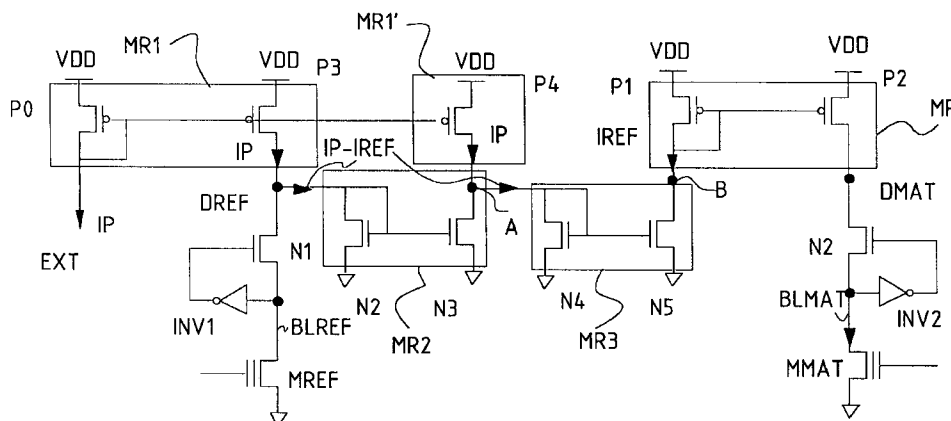 MR1
MR1'
VDD
VDD
P3
VDD
P4
VDD
P1
VDD
P2
P0
IP
IP-IREF
IP
IREF
MR
DREF
A
B
DMAT
IP
EXT
N1
N2
INV1
BLREF
N2
N3
MR2
N4
N5
MR3
BLMAT
INV2
MREF
MMAT